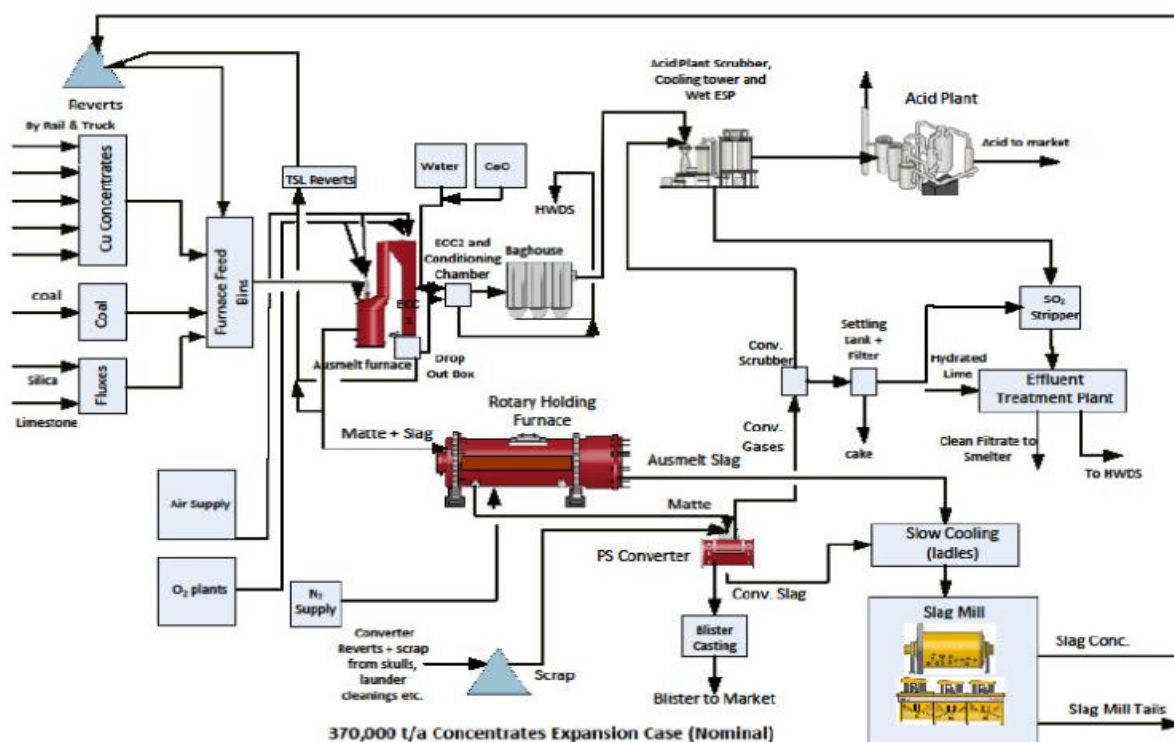 Reverts
By Rail & Truck
Cu Concentrates
coal
Coal
Silica
Limestone
Fluxes
Furnace Feed
Bins
TSL Reverts
Water
CaO
HWDS
ECC2 and
Conditioning
Chamber
Baghouse
ECC
Ausmelt furnace
Drop
Out Box
Acid Plant Scrubber,
Cooling tower and
Wet ESP
Acid Plant
Acid to market
SO₂
Stripper
Settling
tank +
Filter
Conv.
Scrubber
Hydrated
Lime
Effluent
Treatment Plant
cake
Clean Filtrate to
Smelter
To HWDS
Conv.
Gases
Rotary Holding
Furnace
Matte + Slag
Ausmelt Slag
Matte
PS Converter
Conv. Slag
Slow Cooling
(ladles)
Air Supply
O₂ plants
N₂
Supply
Blister
Casting
Blister to Market
Converter
Reverts + scrap
from skulls,
launder
cleanings etc.
Scrap
Slag Mill
Slag Conc.
Slag Mill Tails
370,000 t/a Concentrates Expansion Case (Nominal)